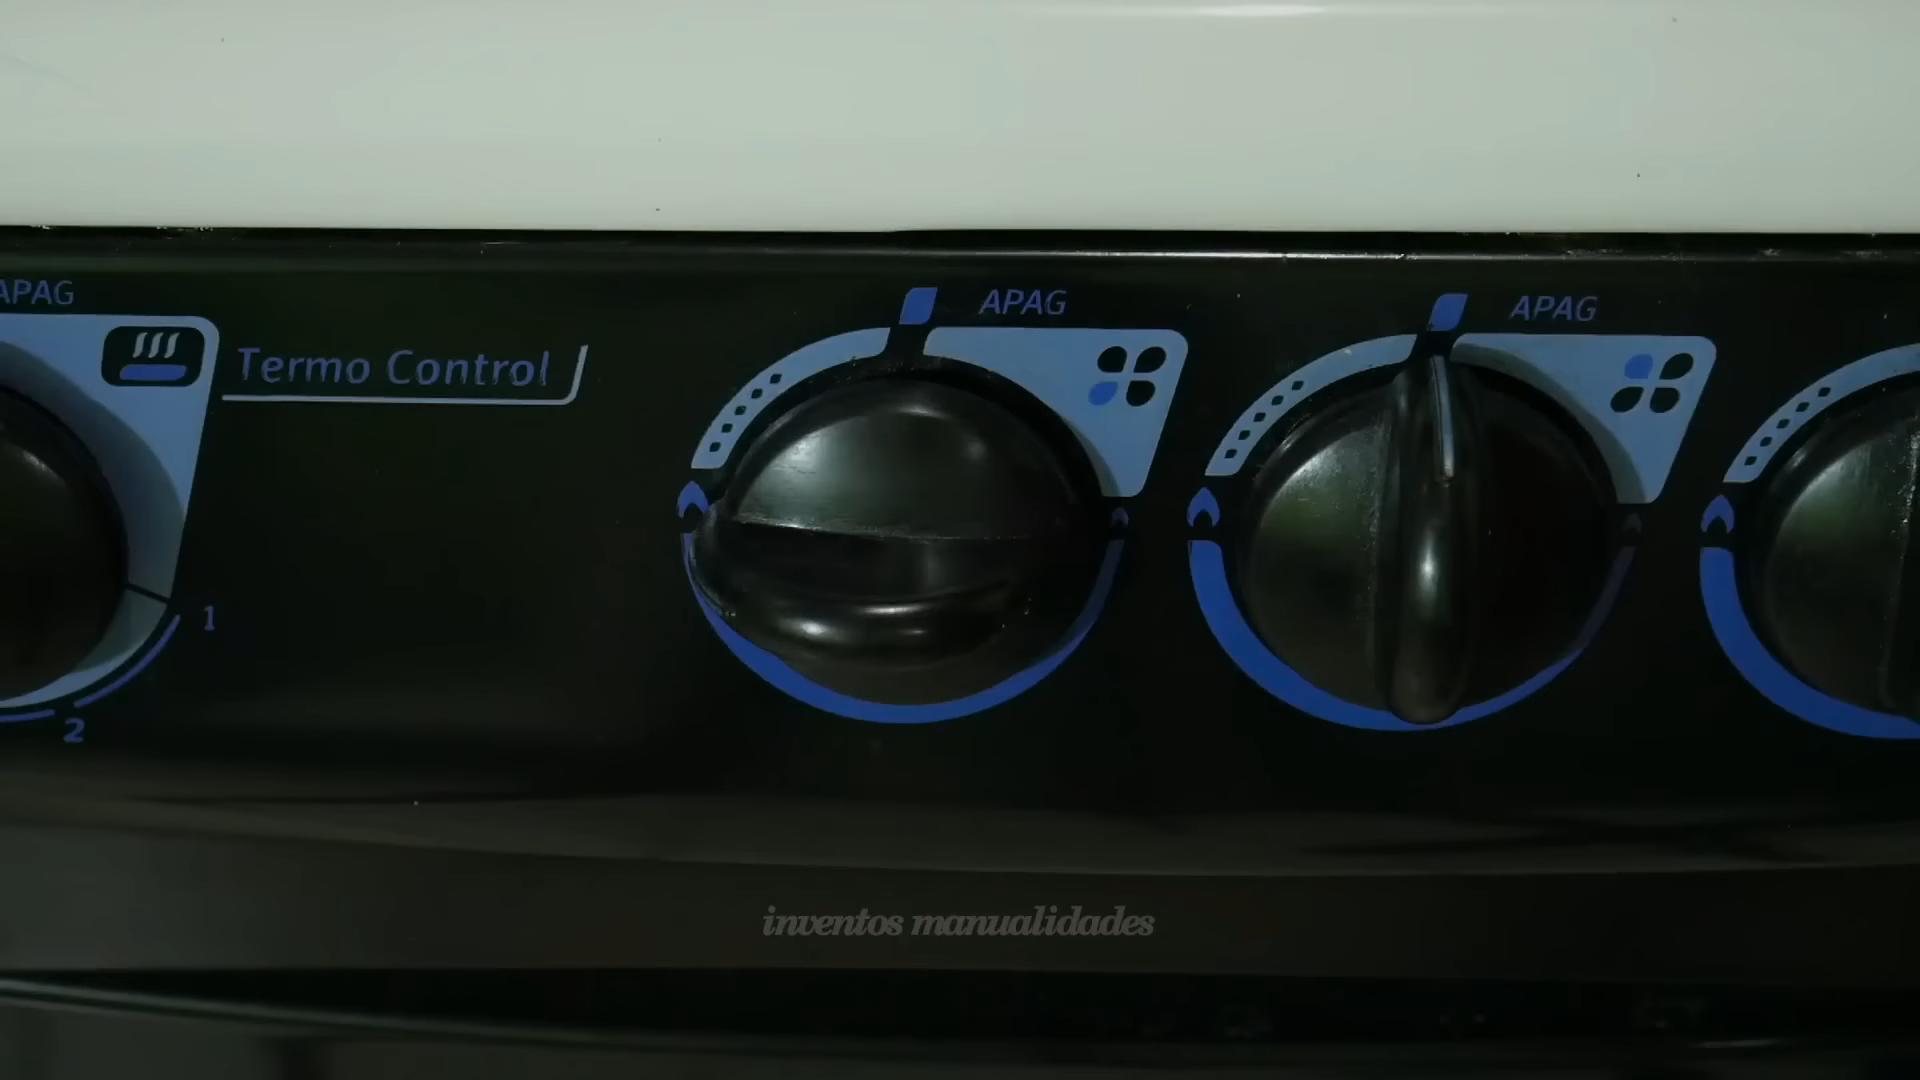 APAG
Termo Control
APAG
APAG
1
2
inventos manualidades